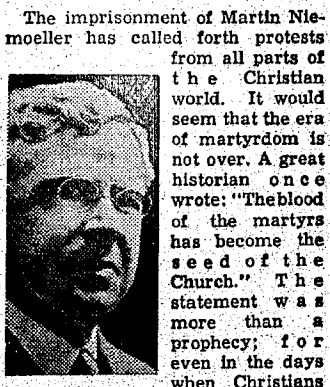 The imprisonment of Martin Nie-
moeller has called forth protests
from all parts of
the Christian
world. It would
seem that the era
of martyrdom is
not over. A great
historian once
wrote: "Theblood
of the martyrs
has become the
seed of the
Church." The
statement was
more than a
prophecy; for
even in the days
when Christians